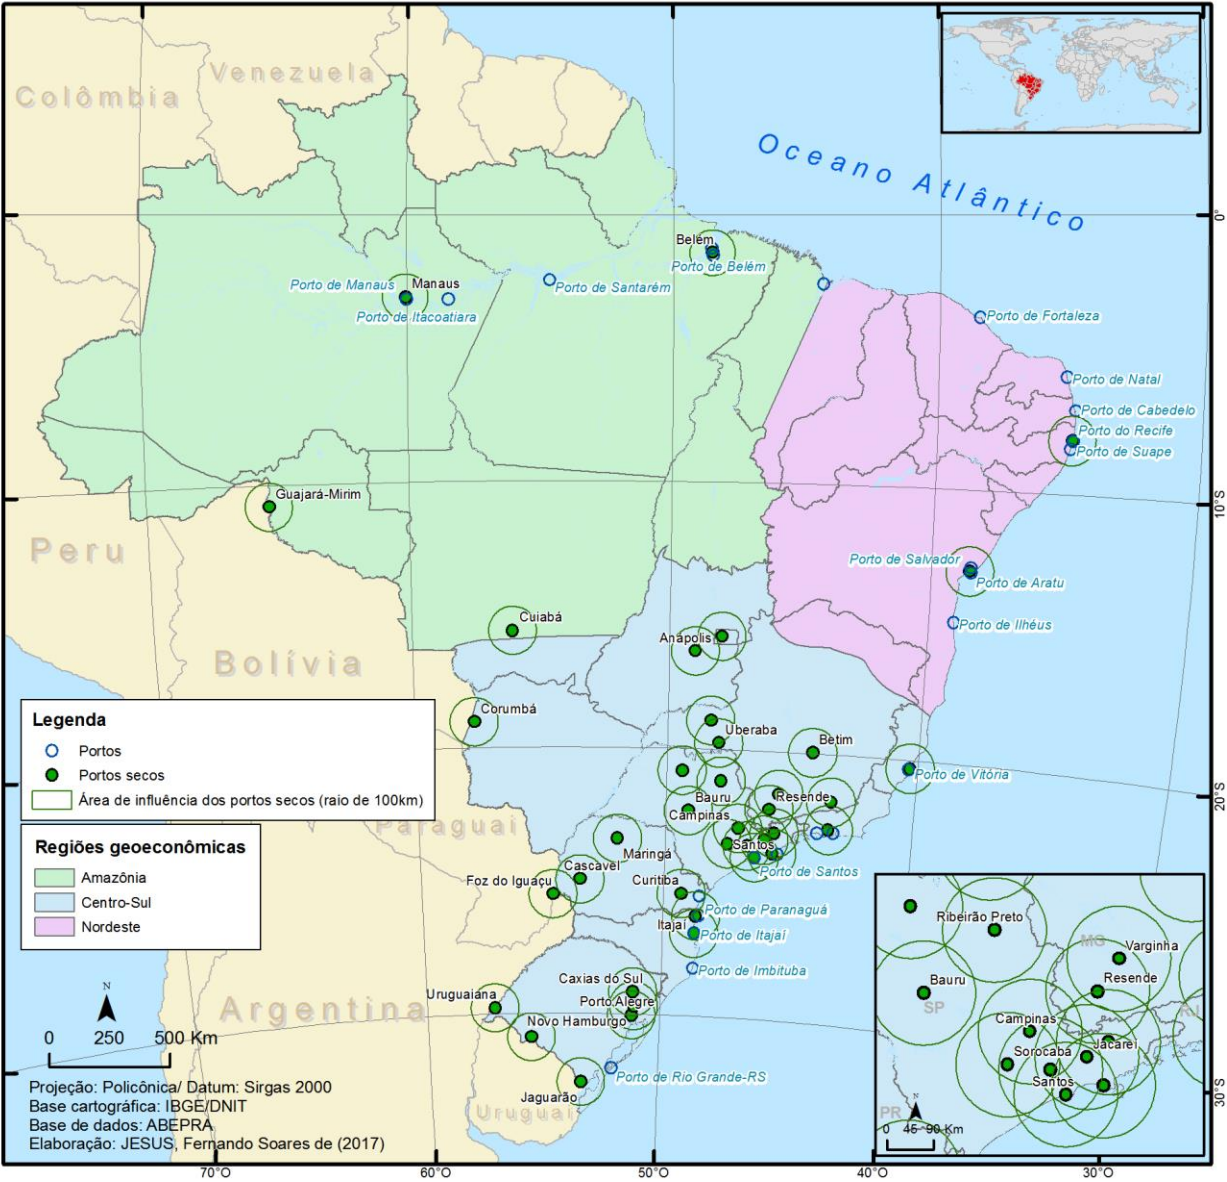 Venezuela
Colômbia
Oceano Atlântico
0°
Belém
Porto de Belém
Porto de Manaus
Manaus
Porto de Santarém
Porto de Itacoatiara
Porto de Fortaleza
Porto de Natal
Porto de Cabedelo
Porto do Recife
Porto de Suape
Guajará-Mirim
10°S
Peru
Porto de Salvador
Porto de Aratu
Cuiabá
Porto de Ilhéus
Anápolis
Bolívia
Corumbá
Legenda
Portos
Portos secos
Área de influência dos portos secos (raio de 100km)
Uberaba
Betim
Porto de Vitória
20°S
Bauru
Resende
Campinas
Paraguai
Santos
Maringá
Cascavel
Porto de Santos
Foz do Iguaçu
Curitiba
Regiões geoeconômicas
Amazônia
Centro-Sul
Nordeste
Porto de Paranaguá
Itajaí
Porto de Itajaí
Porto de Imbituba
Caxias do Sul
Uruguaiana
Porto Alegre
Argentina
Novo Hamburgo
N
0 250 500 Km
Porto de Rio Grande-RS
Jaguarão
Uruguai
30°S
Projeção: Policônica/ Datum: Sirgas 2000
Base cartográfica: IBGE/DNIT
Base de dados: ABEPRA
Elaboração: JESUS, Fernando Soares de (2017)
Ribeirão Preto
MG
Varginha
Bauru
Resende
SP
RJ
Campinas
Jacareí
Sorocaba
Santos
PR
N
0 45 90 Km
70°O
60°O
50°O
40°O
30°O